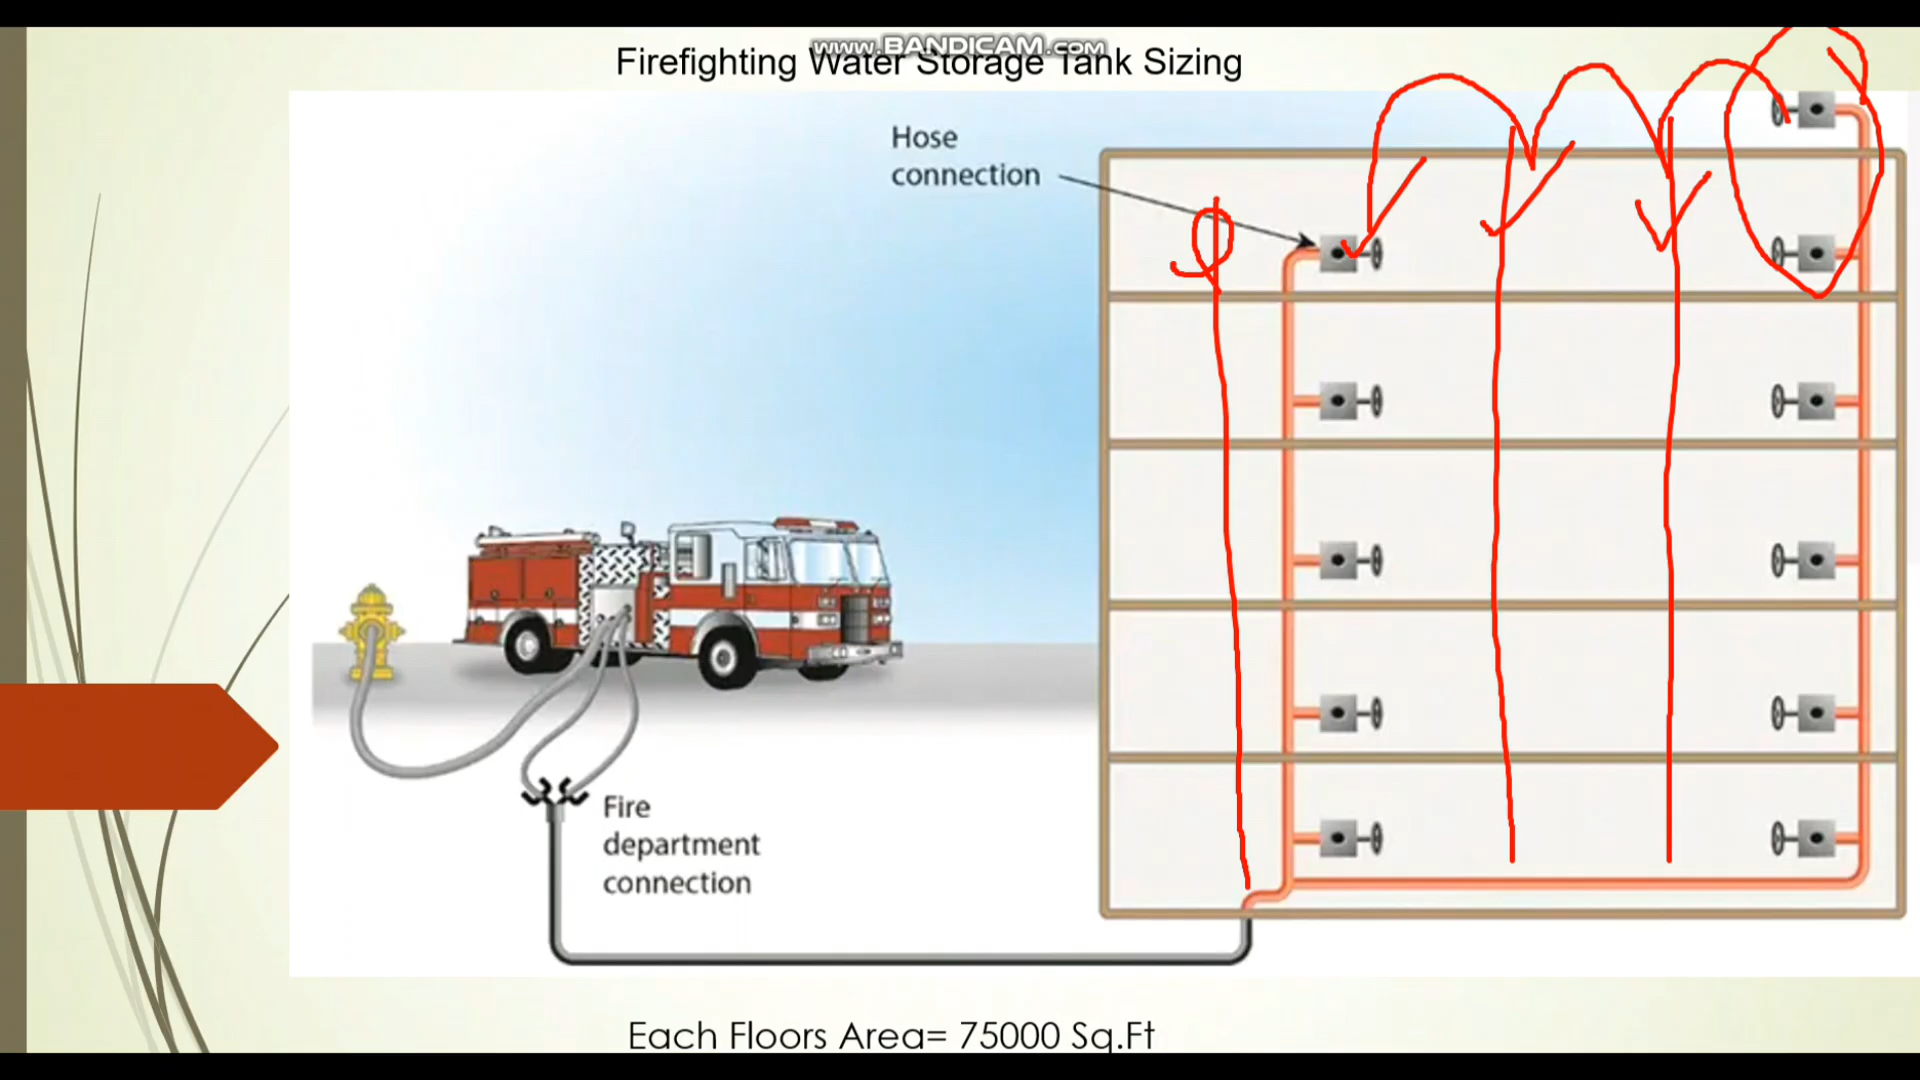 www.BANDICAM.com
Firefighting Water Storage Tank Sizing
Hose
connection
Fire
department
connection
Each Floors Area= 75000 Sq.Ft